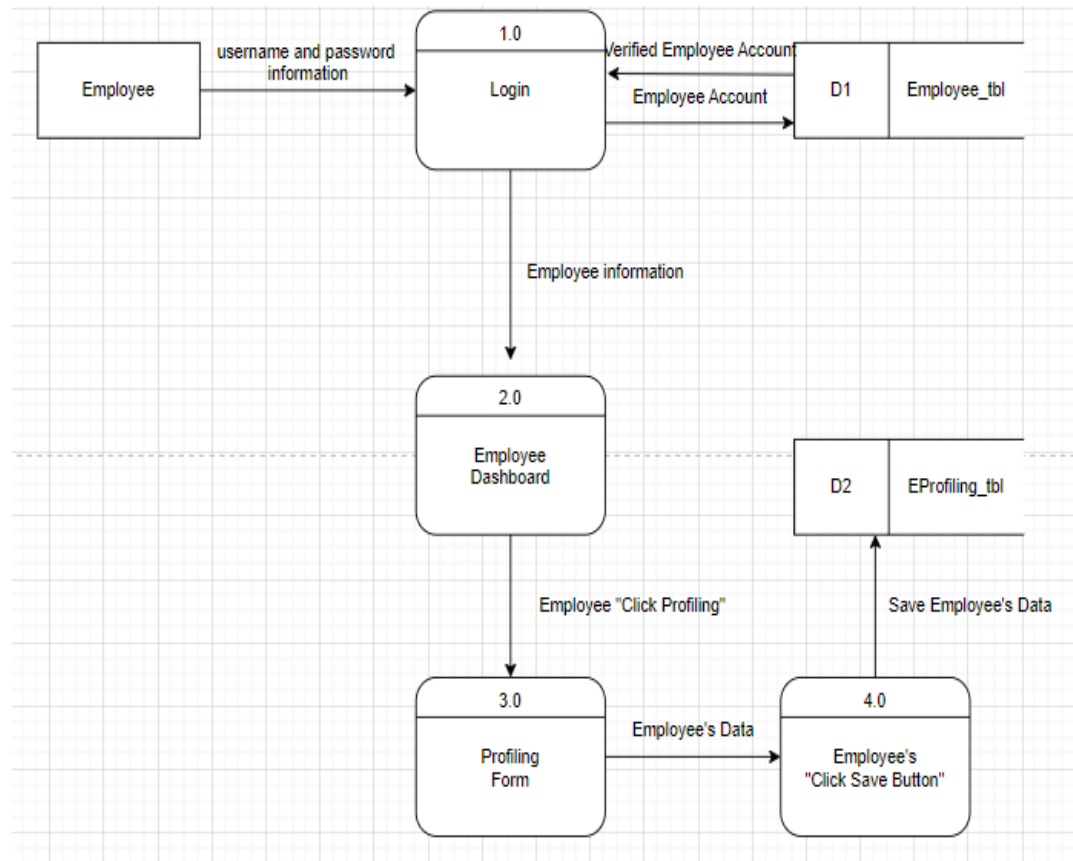 1.0
username and password
information
Verified Employee Account
Employee
Login
Employee Account
D1
Employee_tbl
Employee information
2.0
Employee
Dashboard
D2
EProfiling_tbl
Employee "Click Profiling"
Save Employee's Data
3.0
4.0
Employee's Data
Profiling
Form
Employee's
"Click Save Button"